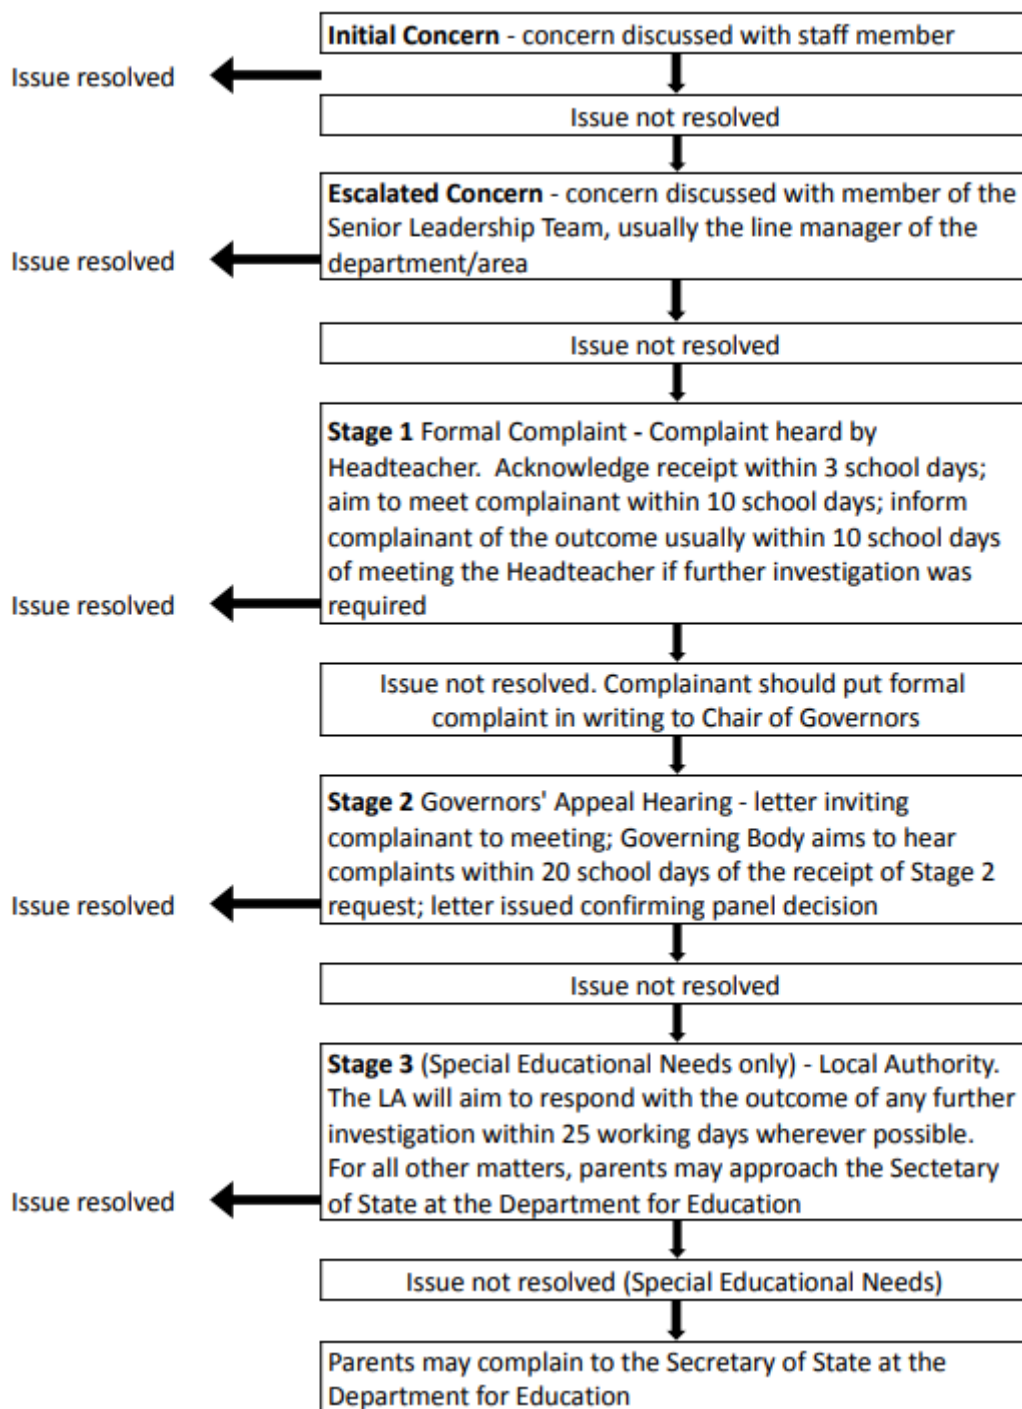 Initial Concern - concern discussed with staff member
Issue resolved
Issue not resolved
Escalated Concern - concern discussed with member of the
Senior Leadership Team, usually the line manager of the
department/area
Issue resolved
Issue not resolved
Stage 1 Formal Complaint - Complaint heard by
Headteacher.  Acknowledge receipt within 3 school days;
aim to meet complainant within 10 school days; inform
complainant of the outcome usually within 10 school days
of meeting the Headteacher if further investigation was
required
Issue resolved
Issue not resolved. Complainant should put formal
complaint in writing to Chair of Governors
Stage 2 Governors' Appeal Hearing - letter inviting
complainant to meeting; Governing Body aims to hear
complaints within 20 school days of the receipt of Stage 2
request; letter issued confirming panel decision
Issue resolved
Issue not resolved
Stage 3 (Special Educational Needs only) - Local Authority.
The LA will aim to respond with the outcome of any further
investigation within 25 working days wherever possible.
For all other matters, parents may approach the Sectetary
of State at the Department for Education
Issue resolved
Issue not resolved (Special Educational Needs)
Parents may complain to the Secretary of State at the
Department for Education